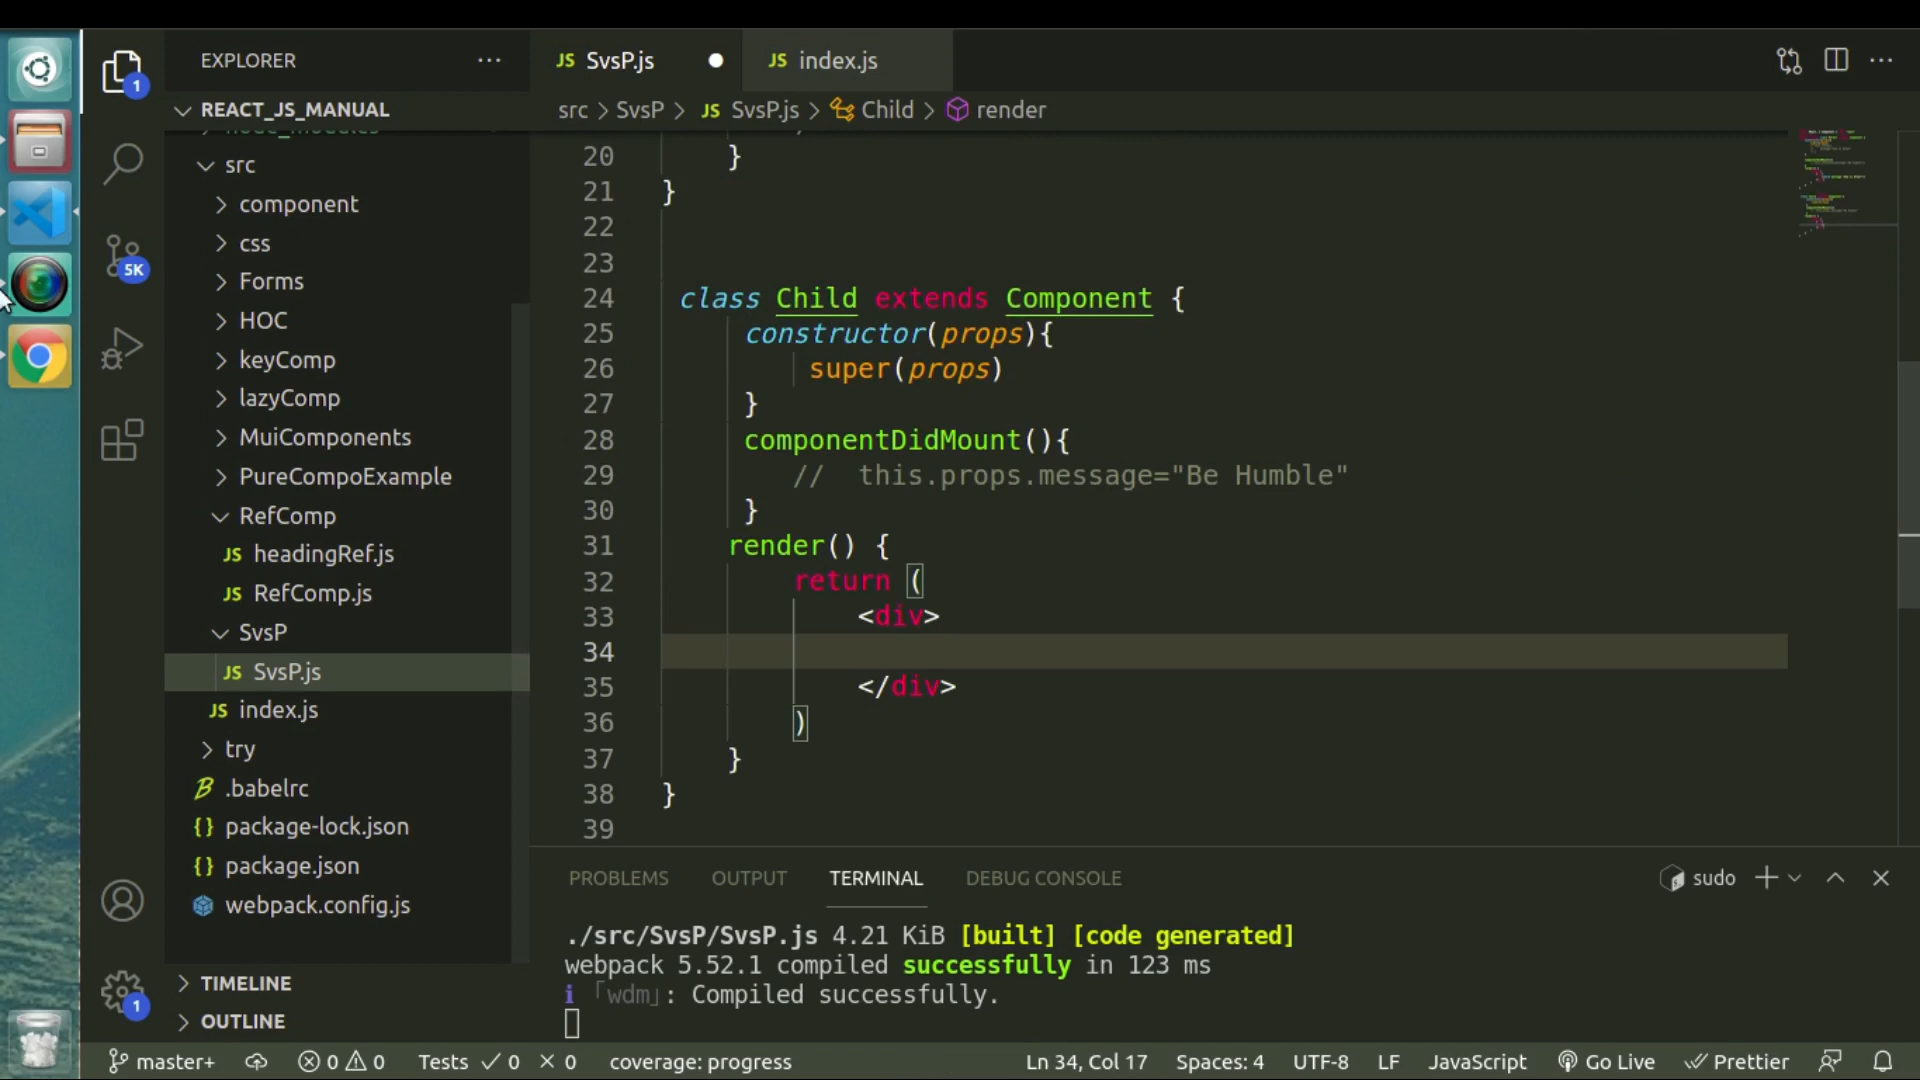 EXPLORER
1
REACT_JS_MANUAL
node_modules
src
component
css
5K
Forms
HOC
keyComp
lazyComp
MuiComponents
PureCompoExample
RefComp
JS headingRef.js
JS RefComp.js
SvsP
JS SvsP.js
JS index.js
try
.babelrc
{} package-lock.json
{} package.json
webpack.config.js
TIMELINE
1
OUTLINE
JS SvsP.js
JS index.js
src > SvsP > JS SvsP.js > Child > render
20 }
21 }
22
23
24 class Child extends Component {
25 constructor(props){
26 super(props)
27 }
28 componentDidMount(){
29 // this.props.message="Be Humble"
30 }
31 render() {
32 return (
33 <div>
34
35 </div>
36 )
37 }
38 }
39
PROBLEMS OUTPUT TERMINAL DEBUG CONSOLE
sudo
./src/SvsP/SvsP.js 4.21 KiB [built] [code generated]
webpack 5.52.1 compiled successfully in 123 ms
i ｢wdm｣: Compiled successfully.
master+ 0 0 Tests ✓ 0 × 0 coverage: progress Ln 34, Col 17 Spaces: 4 UTF-8 LF JavaScript Go Live Prettier